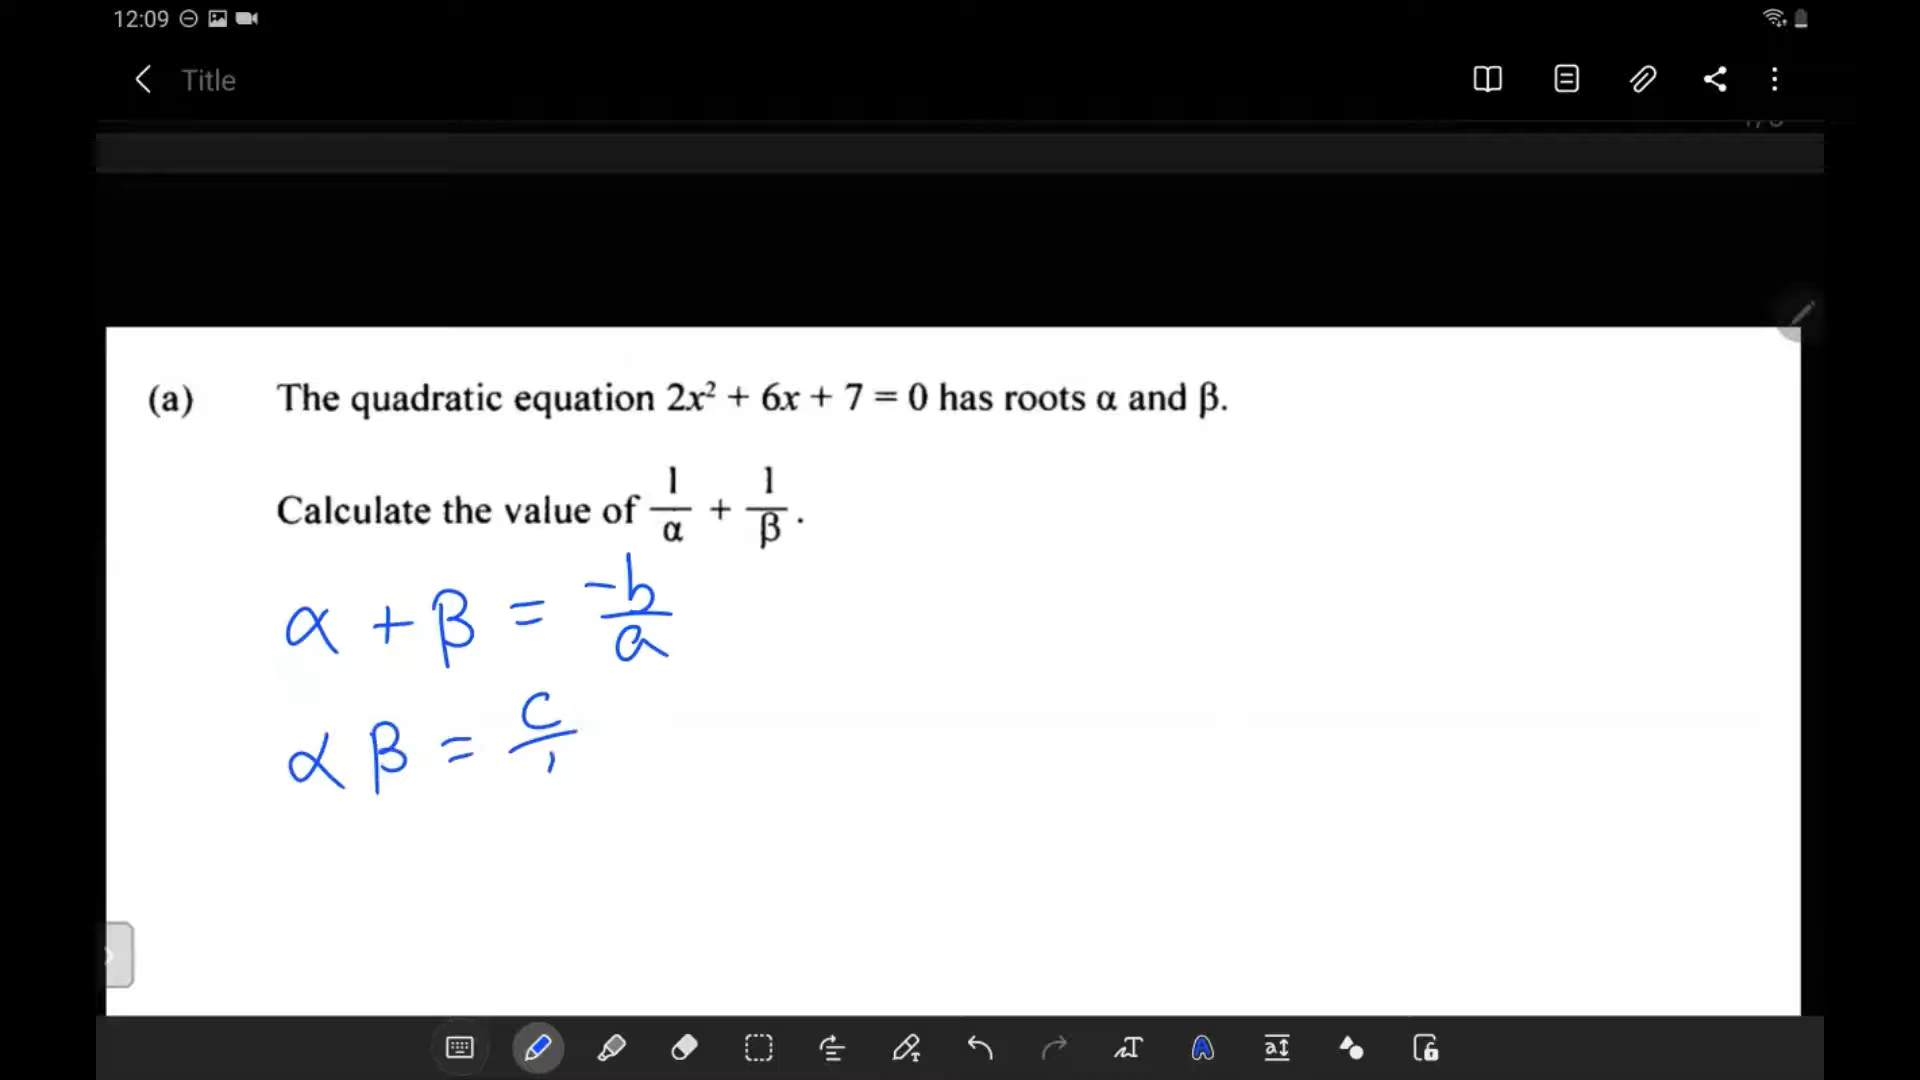 12:09
Title
(a) The quadratic equation 2x² + 6x + 7 = 0 has roots α and β.
Calculate the value of 1/α + 1/β.
α + β = -b/a
αβ = c/